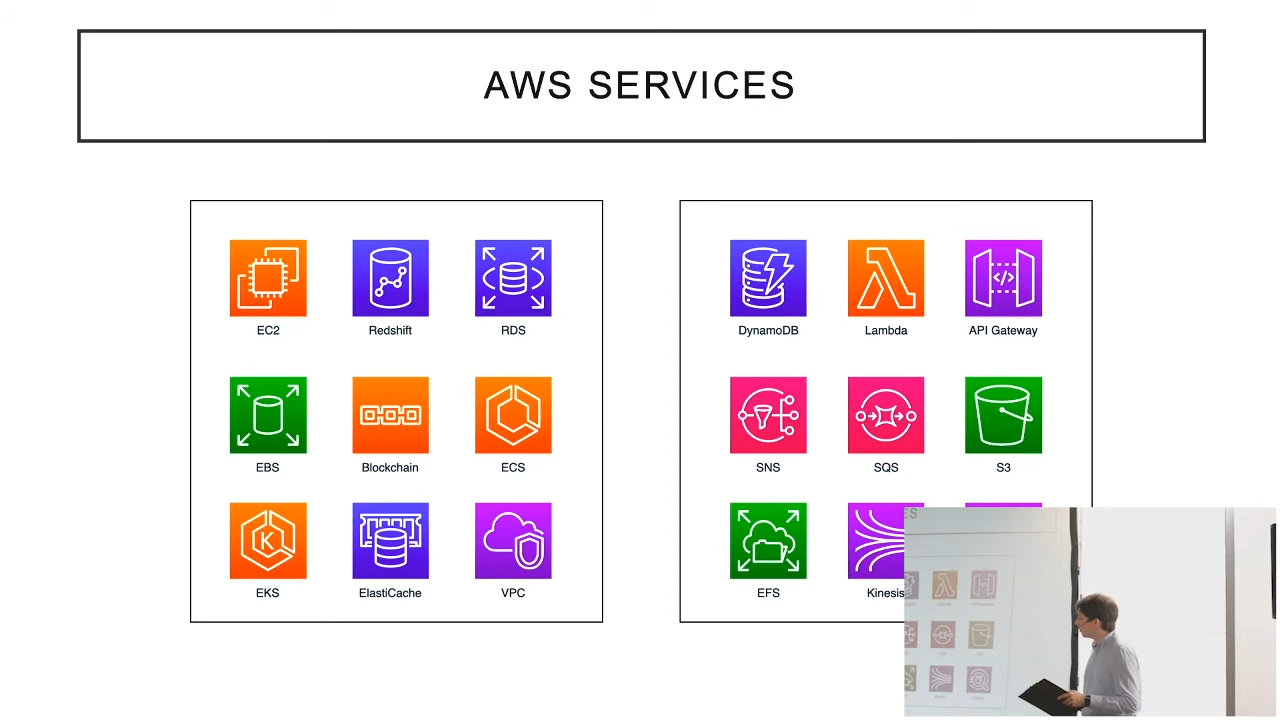 AWS SERVICES
EC2 Redshift RDS
EBS Blockchain ECS
EKS ElastiCache VPC
DynamoDB Lambda API Gateway
</>
SNS SQS S3
EFS Kinesis
K
ES